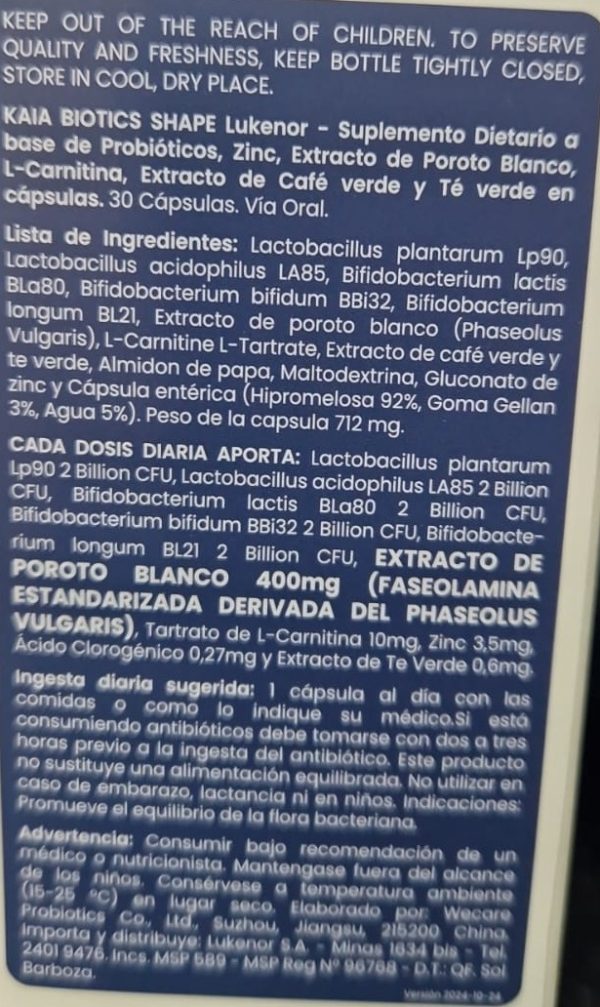 KEEP OUT OF THE REACH OF CHILDREN. TO PRESERVE
QUALITY AND FRESHNESS, KEEP BOTTLE TIGHTLY CLOSED,
STORE IN COOL, DRY PLACE.
KAIA BIOTICS SHAPE Lukenor - Suplemento Dietario a
base de Probióticos, Zinc, Extracto de Poroto Blanco,
L-Carnitina, Extracto de Café verde y Té verde en
cápsulas. 30 Cápsulas. Vía Oral.
Lista de Ingredientes: Lactobacillus plantarum Lp90,
Lactobacillus acidophilus LA85, Bifidobacterium lactis
BLa80, Bifidobacterium bifidum BBi32, Bifidobacterium
longum BL21, Extracto de poroto blanco (Phaseolus
Vulgaris), L-Carnitine L-Tartrate, Extracto de café verde y
te verde, Almidon de papa, Maltodextrina, Gluconato de
zinc y Cápsula entérica (Hipromelosa 92%, Goma Gellan
3%, Agua 5%). Peso de la capsula 712 mg.
CADA DOSIS DIARIA APORTA: Lactobacillus plantarum
Lp90 2 Billion CFU, Lactobacillus acidophilus LA85 2 Billion
CFU, Bifidobacterium lactis BLa80 2 Billion CFU,
Bifidobacterium bifidum BBi32 2 Billion CFU, Bifidobacte-
rium longum BL21 2 Billion CFU, EXTRACTO DE
POROTO BLANCO 400mg (FASEOLAMINA
ESTANDARIZADA DERIVADA DEL PHASEOLUS
VULGARIS), Tartrato de L-Carnitina 10mg, Zinc 3,5mg,
Ácido Clorogénico 0,27mg y Extracto de Te Verde 0,6mg.
Ingesta diaria sugerida: 1 cápsula al día con las
comidas o como lo indique su médico.Si está
consumiendo antibióticos debe tomarse con dos a tres
horas previo a la ingesta del antibiótico. Este producto
no sustituye una alimentación equilibrada. No utilizar en
caso de embarazo, lactancia ni en niños. Indicaciones:
Promueve el equilibrio de la flora bacteriana.
Advertencia: Consumir bajo recomendación de un
médico o nutricionista. Mantengase fuera del alcance
de los niños. Consérvese a temperatura ambiente
(15-25 ºC) en lugar seco. Elaborado por: Wecare
Probiotics Co., Ltd., Suzhou, Jiangsu, 215200 China.
Importa y distribuye: Lukenor S.A. - Minas 1634 bis - Tel.
2401 9476. Incs. MSP 589 - MSP Reg Nº 96768 - D.T.: QF. Sol
Barboza.
Versión 2024-10-24